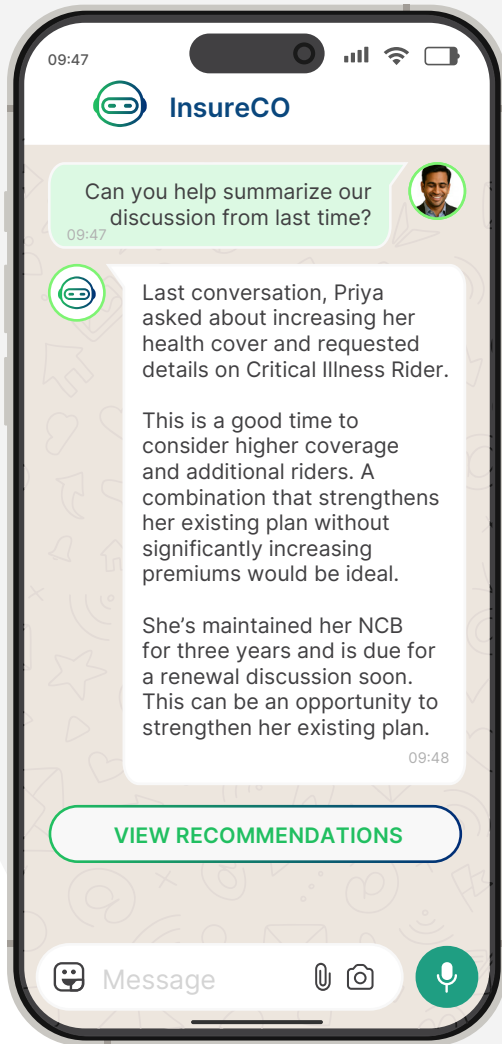 09:47
InsureCO
Can you help summarize our
discussion from last time?
09:47
Last conversation, Priya
asked about increasing her
health cover and requested
details on Critical Illness Rider.
This is a good time to
consider higher coverage
and additional riders. A
combination that strengthens
her existing plan without
significantly increasing
premiums would be ideal.
She’s maintained her NCB
for three years and is due for
a renewal discussion soon.
This can be an opportunity to
strengthen her existing plan.
09:48
VIEW RECOMMENDATIONS
Message